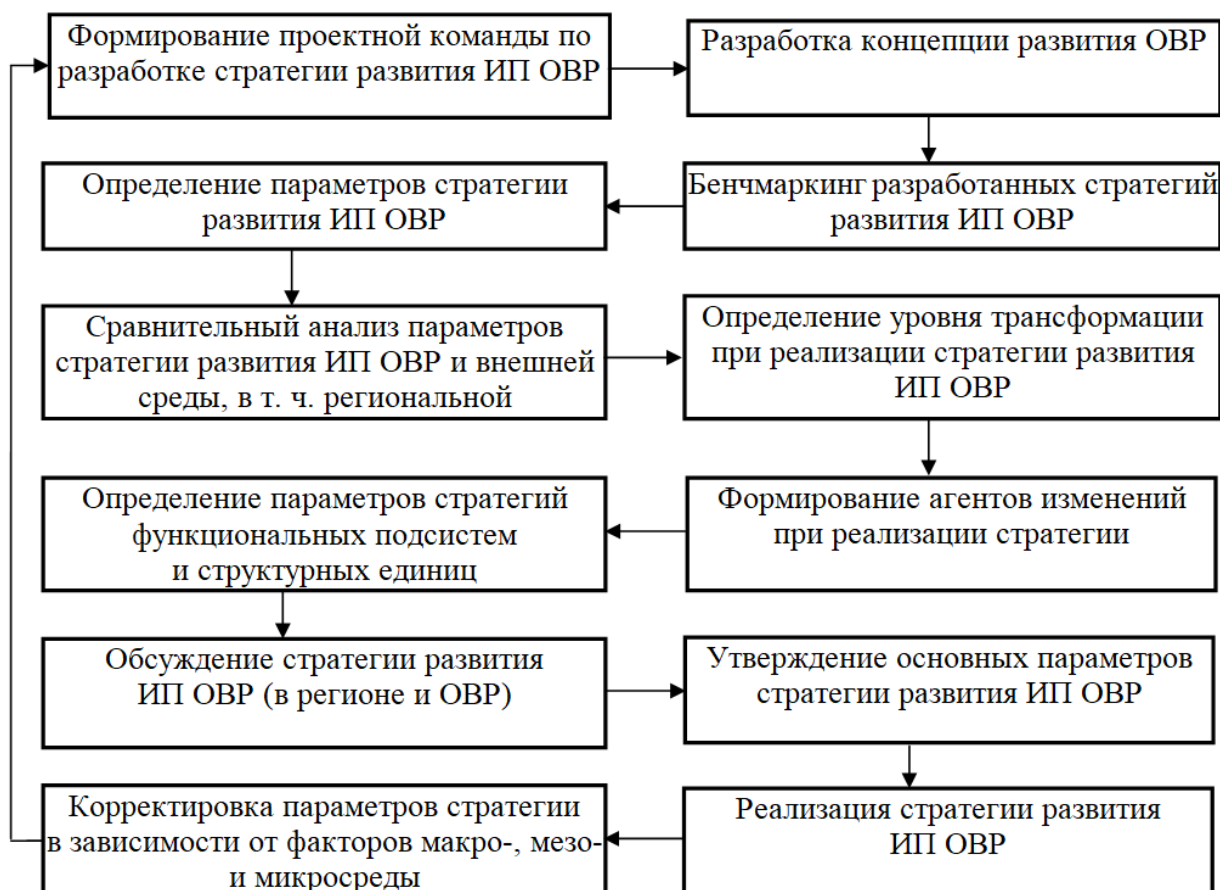 Формирование проектной команды по
разработке стратегии развития ИП ОВР
Разработка концепции развития ОВР
Бенчмаркинг разработанных стратегий
развития ИП ОВР
Определение параметров стратегии
развития ИП ОВР
Сравнительный анализ параметров
стратегии развития ИП ОВР и внешней
среды, в т. ч. региональной
Определение уровня трансформации
при реализации стратегии развития
ИП ОВР
Формирование агентов изменений
при реализации стратегии
Определение параметров стратегий
функциональных подсистем
и структурных единиц
Обсуждение стратегии развития
ИП ОВР (в регионе и ОВР)
Утверждение основных параметров
стратегии развития ИП ОВР
Реализация стратегии развития
ИП ОВР
Корректировка параметров стратегии
в зависимости от факторов макро-, мезо-
и микросреды